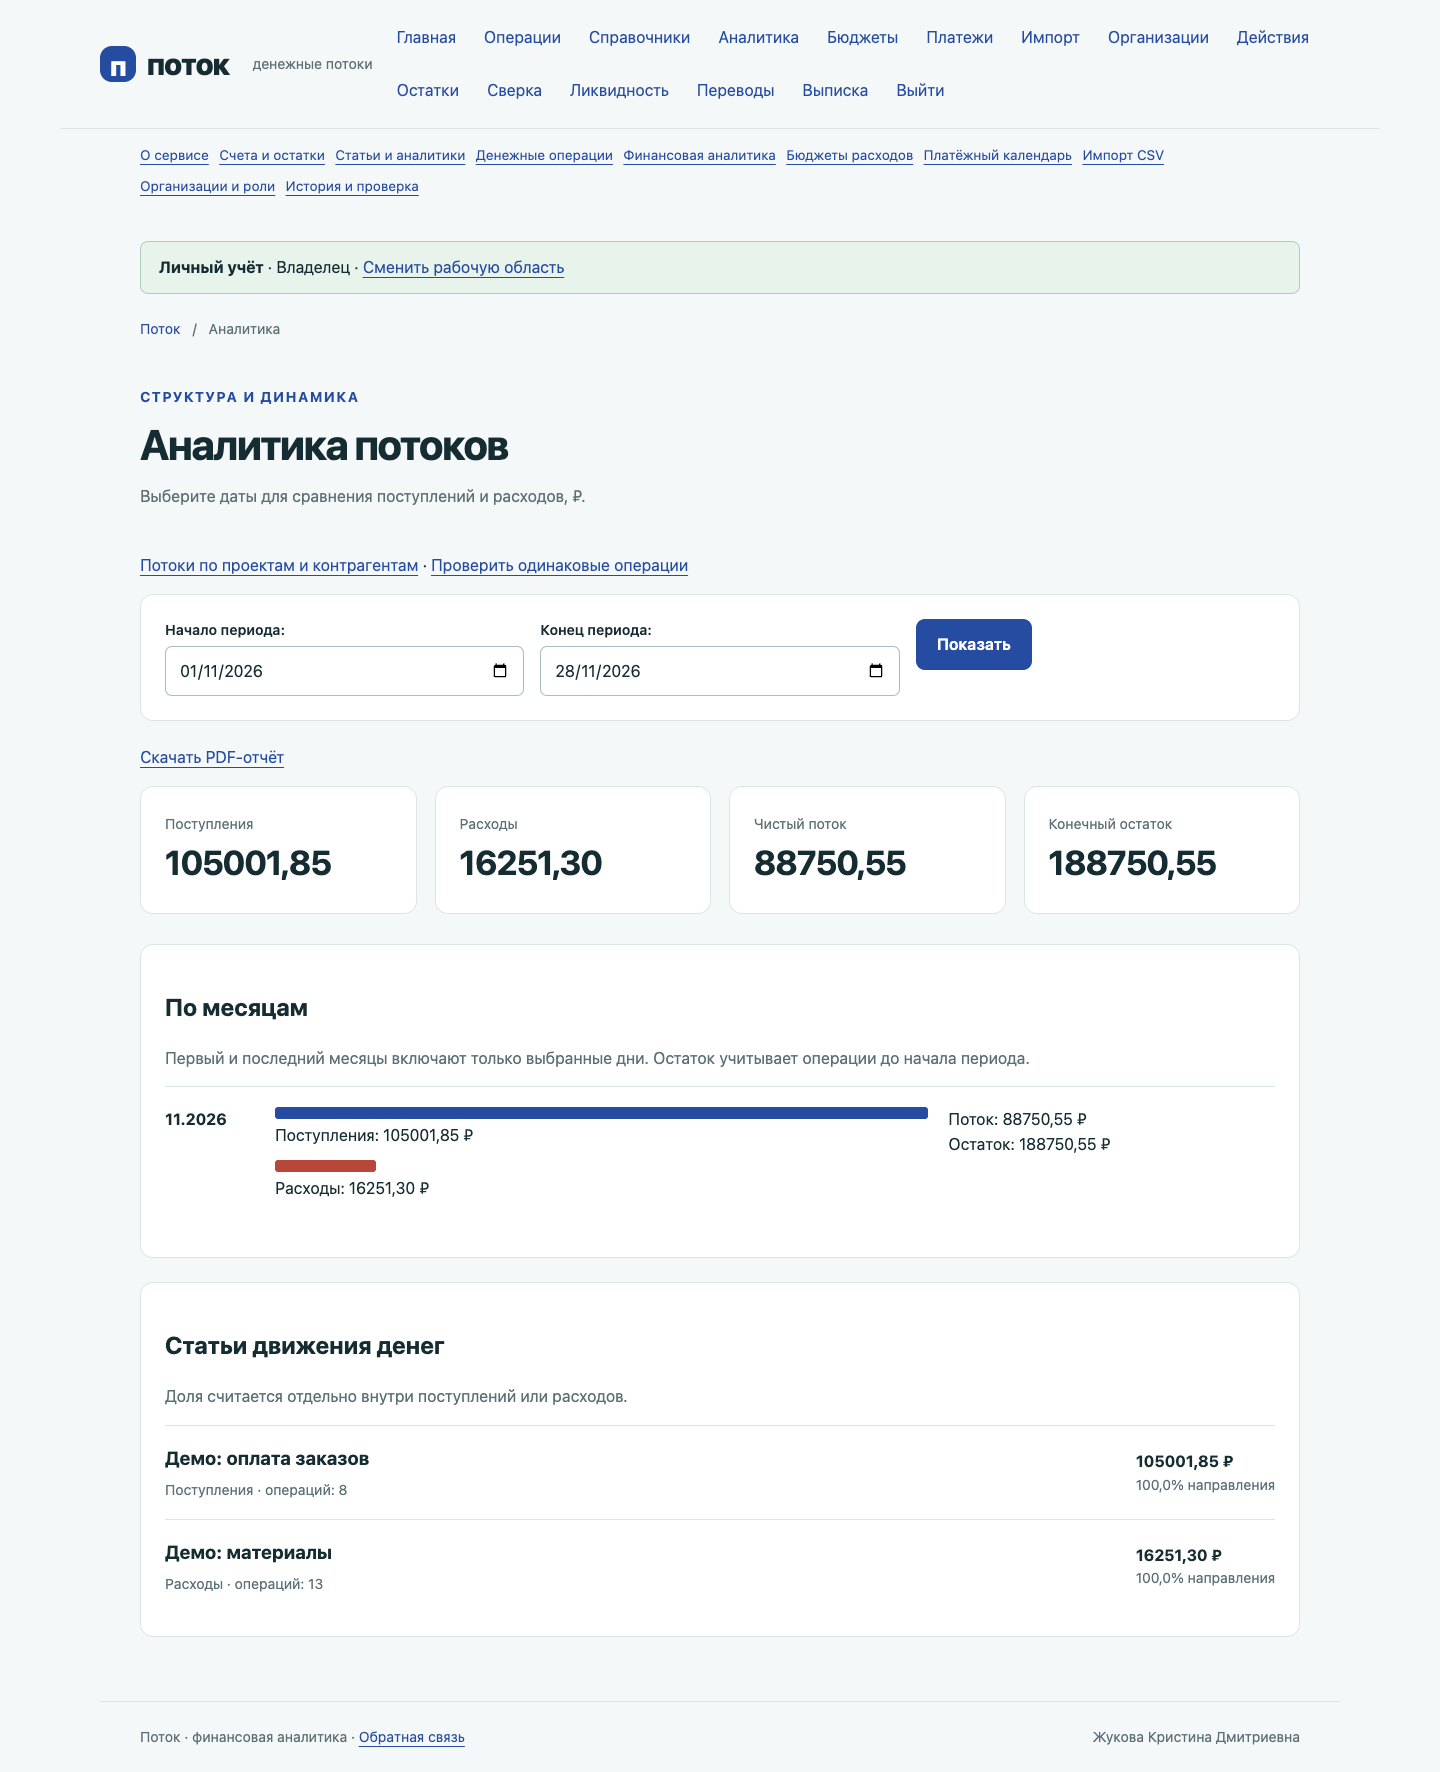 п поток денежные потоки
Главная Операции Справочники Аналитика Бюджеты Платежи Импорт Организации Действия
Остатки Сверка Ликвидность Переводы Выписка Выйти
О сервисе Счета и остатки Статьи и аналитики Денежные операции Финансовая аналитика Бюджеты расходов Платёжный календарь Импорт CSV
Организации и роли История и проверка
Личный учёт · Владелец · Сменить рабочую область
Поток / Аналитика
СТРУКТУРА И ДИНАМИКА
Аналитика потоков
Выберите даты для сравнения поступлений и расходов, ₽.
Потоки по проектам и контрагентам · Проверить одинаковые операции
Начало периода: Конец периода:
01/11/2026 28/11/2026 Показать
Скачать PDF-отчёт
Поступления Расходы Чистый поток Конечный остаток
105001,85 16251,30 88750,55 188750,55
По месяцам
Первый и последний месяцы включают только выбранные дни. Остаток учитывает операции до начала периода.
11.2026 Поток: 88750,55 ₽
Поступления: 105001,85 ₽ Остаток: 188750,55 ₽
Расходы: 16251,30 ₽
Статьи движения денег
Доля считается отдельно внутри поступлений или расходов.
Демо: оплата заказов 105001,85 ₽
Поступления · операций: 8 100,0% направления
Демо: материалы 16251,30 ₽
Расходы · операций: 13 100,0% направления
Поток · финансовая аналитика · Обратная связь Жукова Кристина Дмитриевна